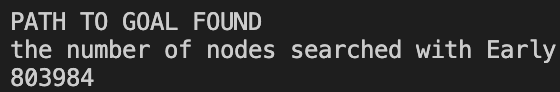 PATH TO GOAL FOUND
the number of nodes searched with Early
803984